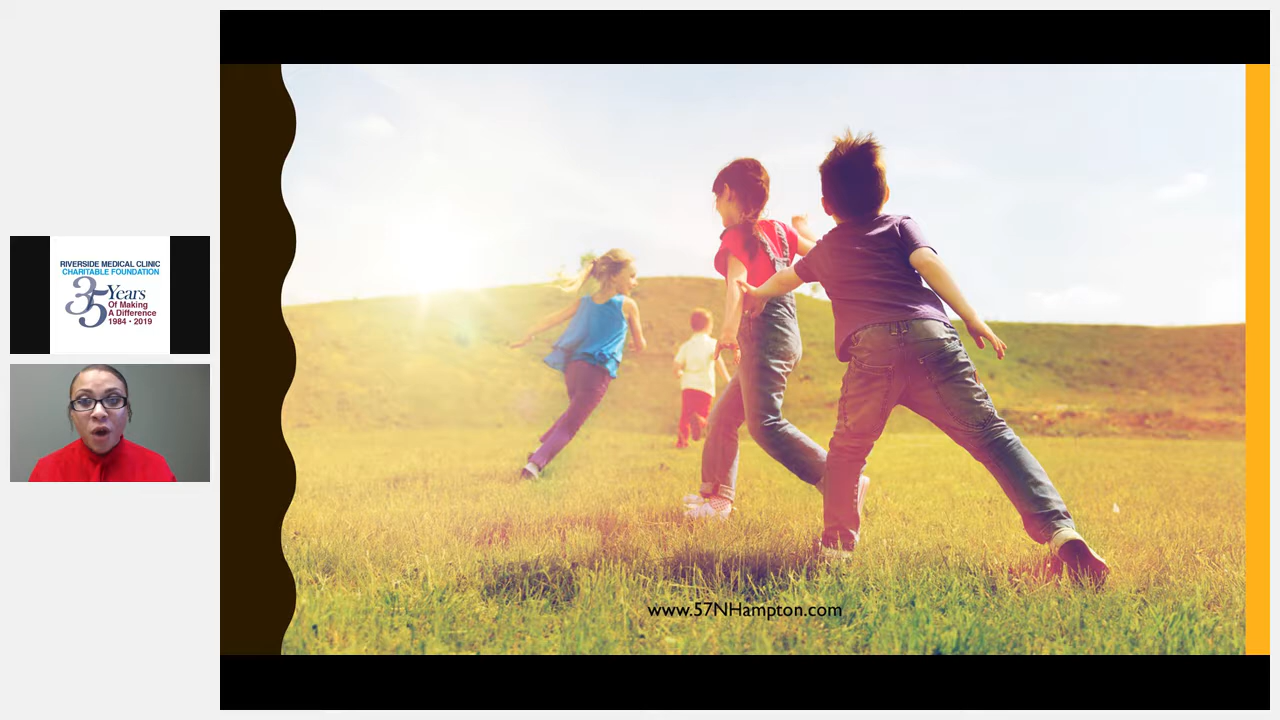 RIVERSIDE MEDICAL CLINIC
CHARITABLE FOUNDATION
35 Years
Of Making
A Difference
1984 • 2019
www.57NHampton.com